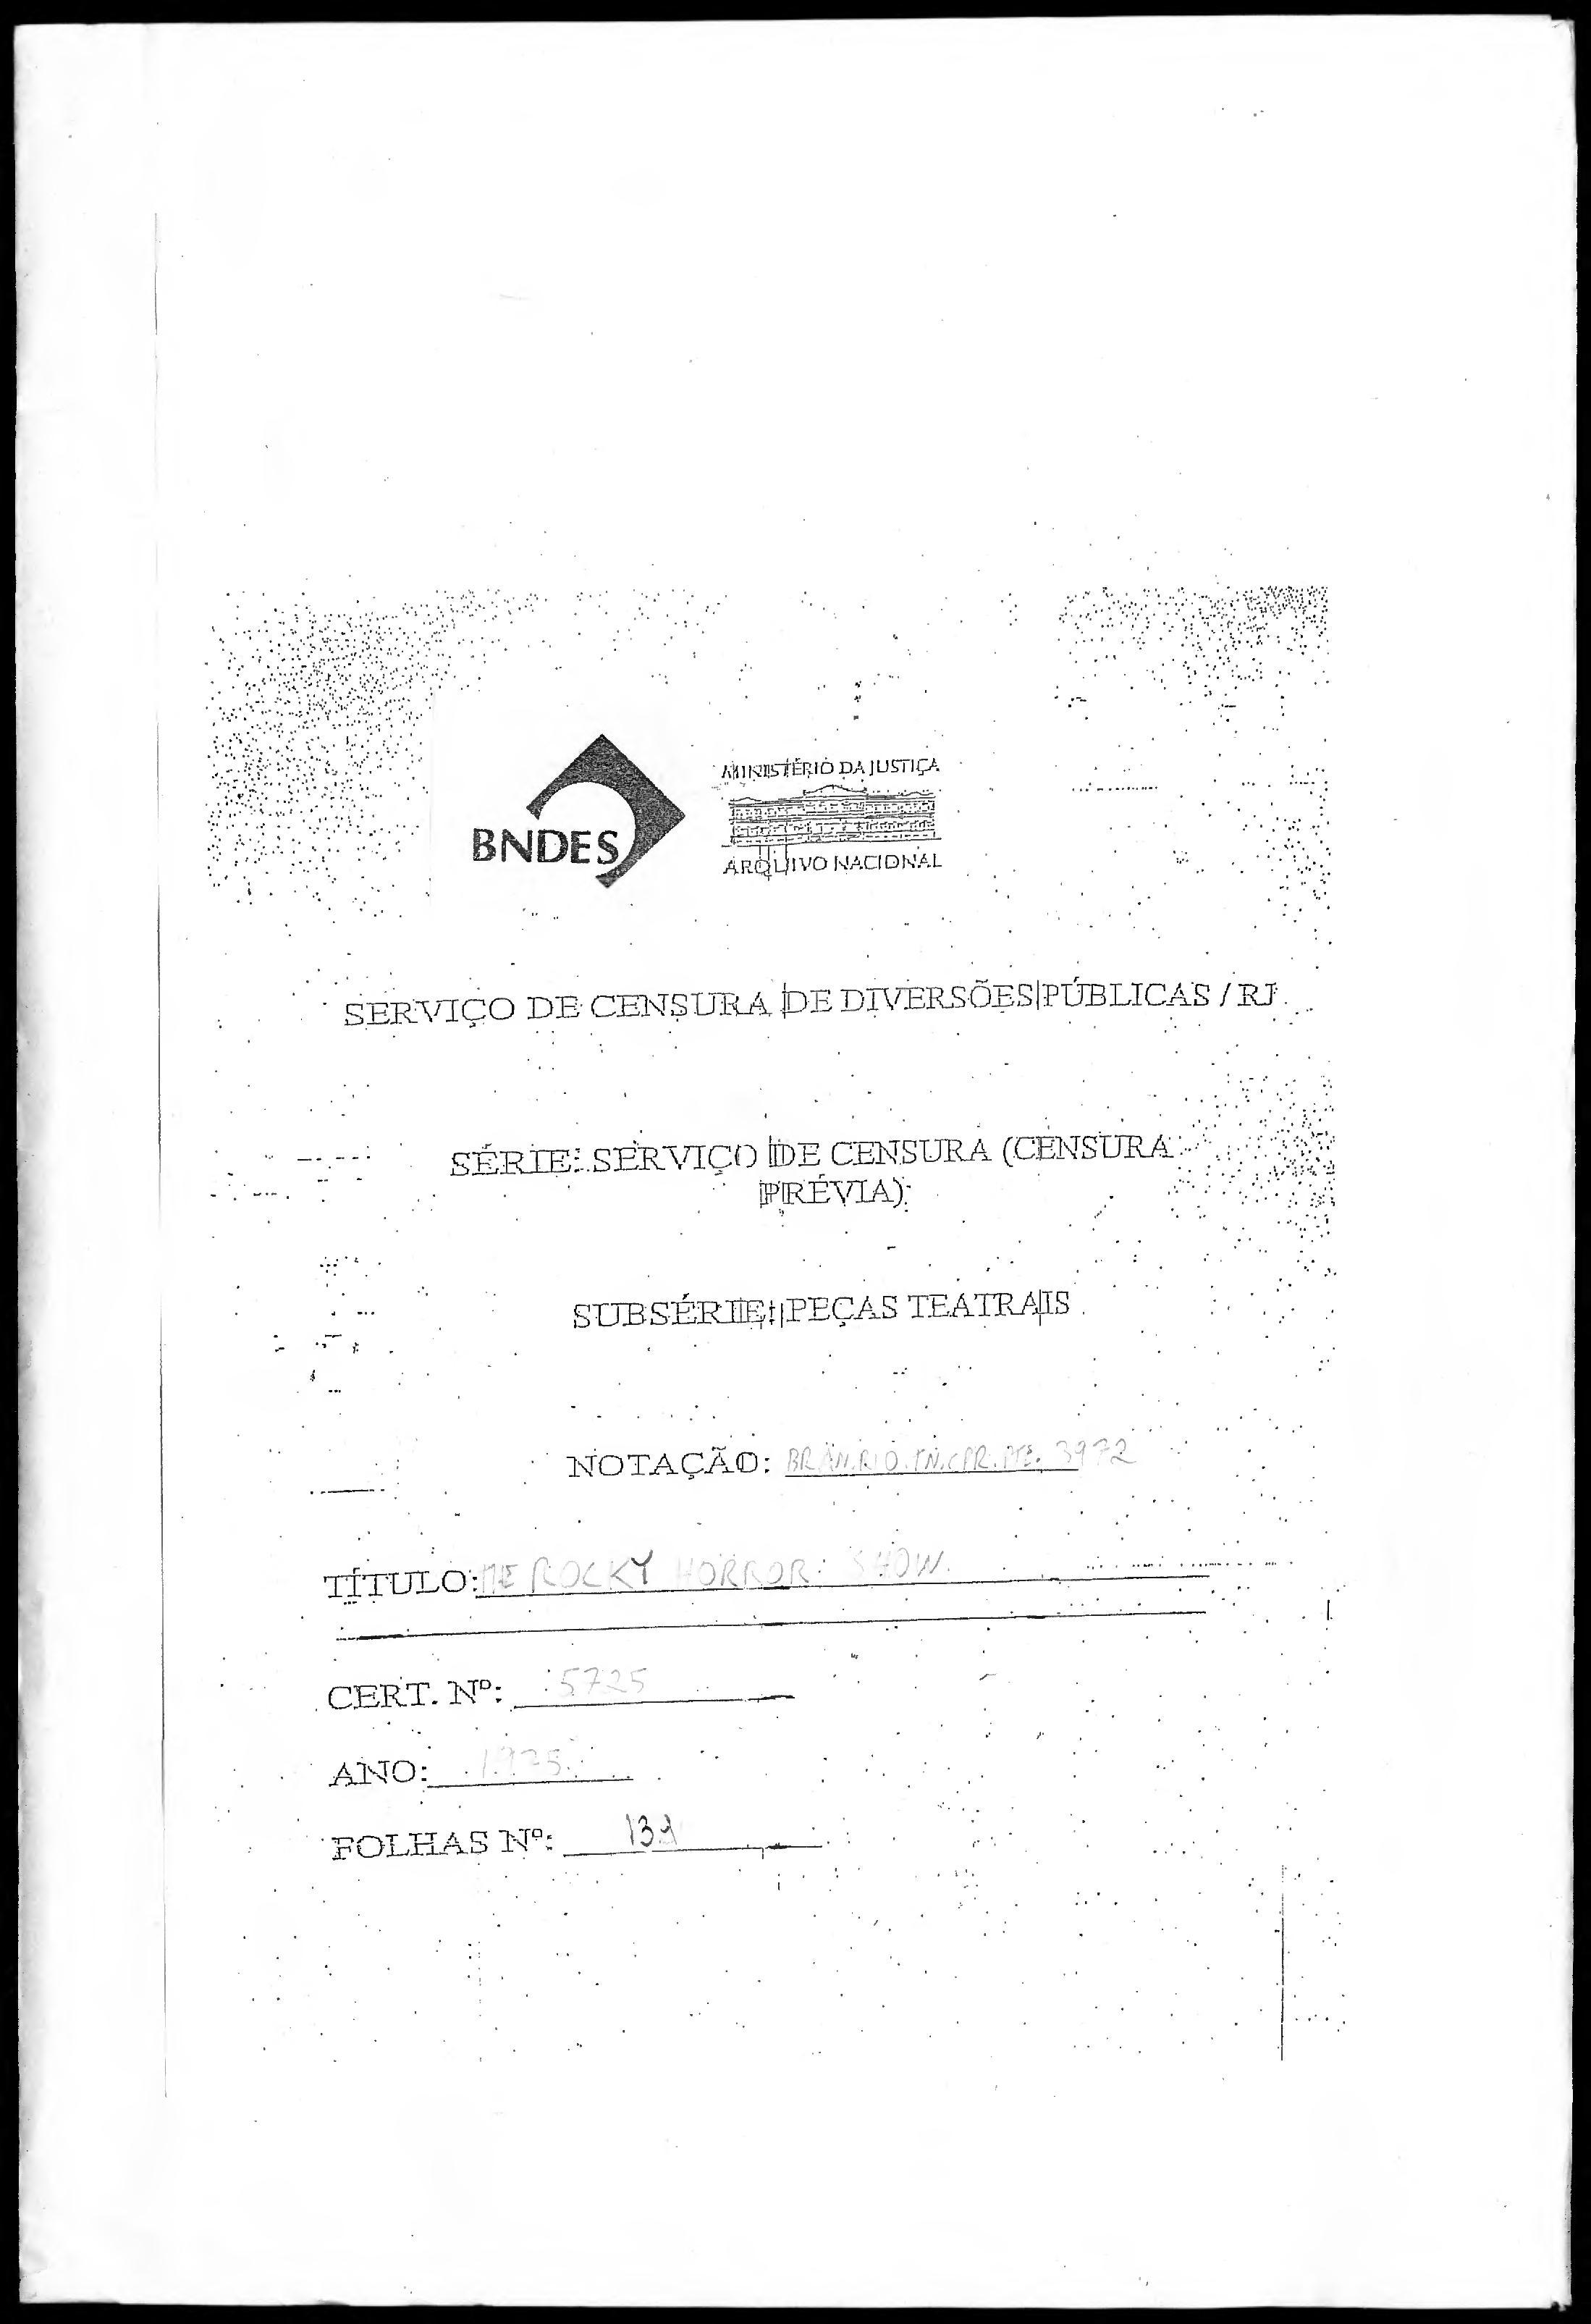 BNDES
MINISTÉRIO DA JUSTIÇA
ARQUIVO NACIONAL
SERVIÇO DE CENSURA DE DIVERSÕES PÚBLICAS / RJ
SÉRIE: SERVIÇO DE CENSURA (CENSURA
PRÉVIA)
SUBSÉRIE: PEÇAS TEATRAIS
NOTAÇÃO: BR AN.RIO.TN.CPR.PTE. 3972
TÍTULO: ROCKY HORROR SHOW
CERT. Nº: 5725
ANO: 1975
FOLHAS Nº: 139